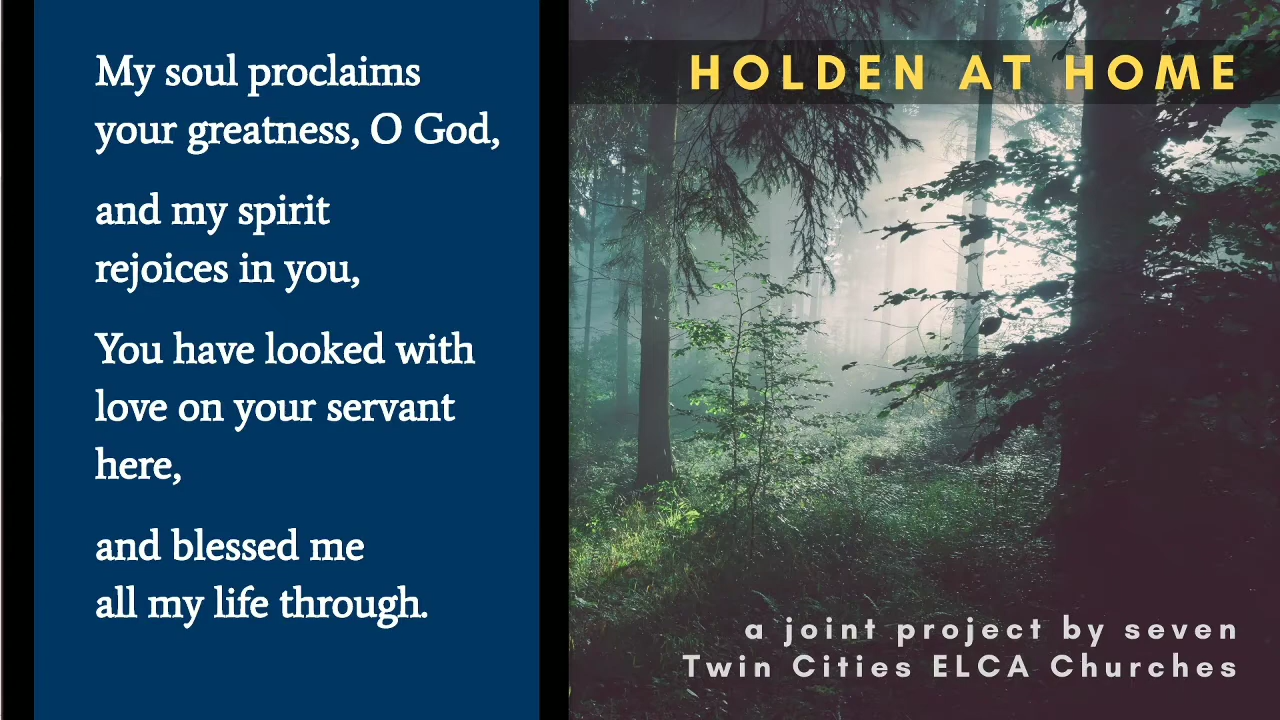 My soul proclaims
your greatness, O God,
and my spirit
rejoices in you,
You have looked with
love on your servant
here,
and blessed me
all my life through.
HOLDEN AT HOME
a joint project by seven
Twin Cities ELCA Churches